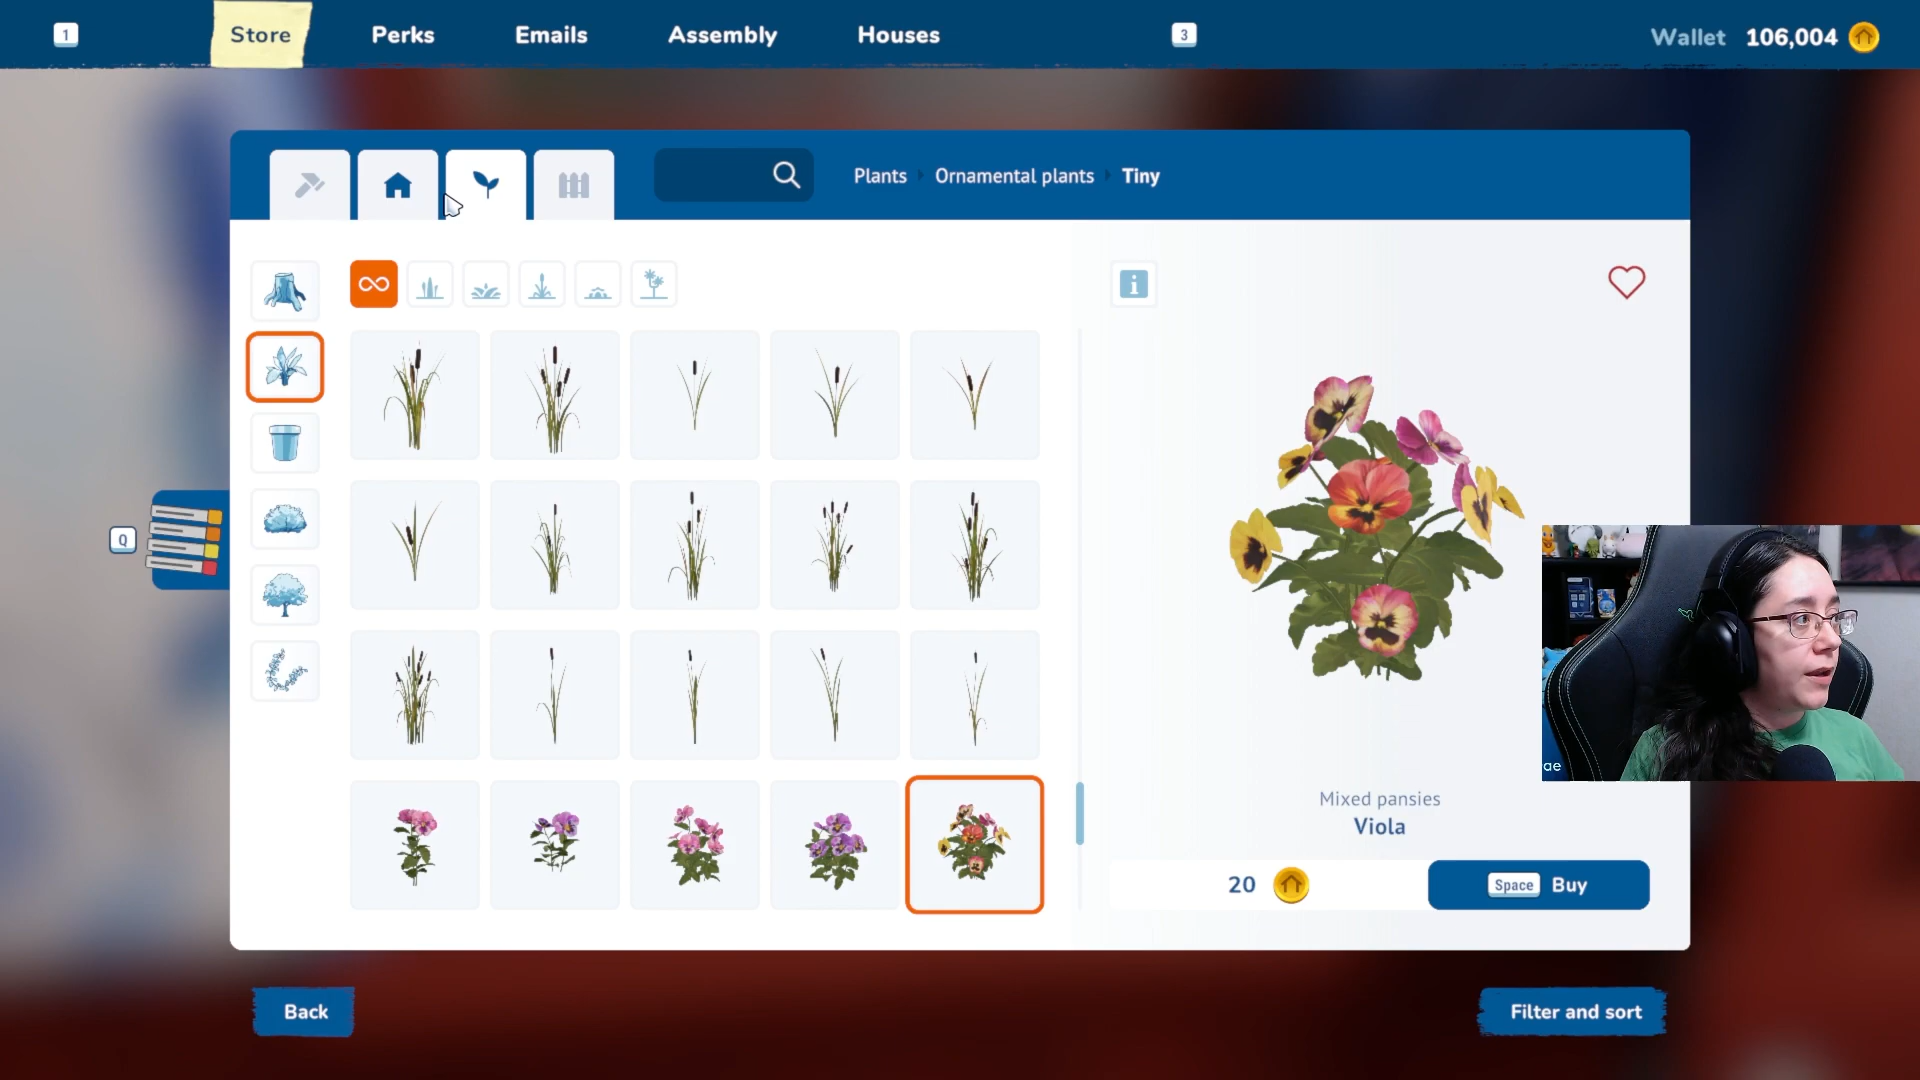 1 Store Perks Emails Assembly Houses 3 Wallet 106,004
Plants Ornamental plants Tiny
i
Q
ae
Mixed pansies
Viola
20 Space Buy
Back Filter and sort